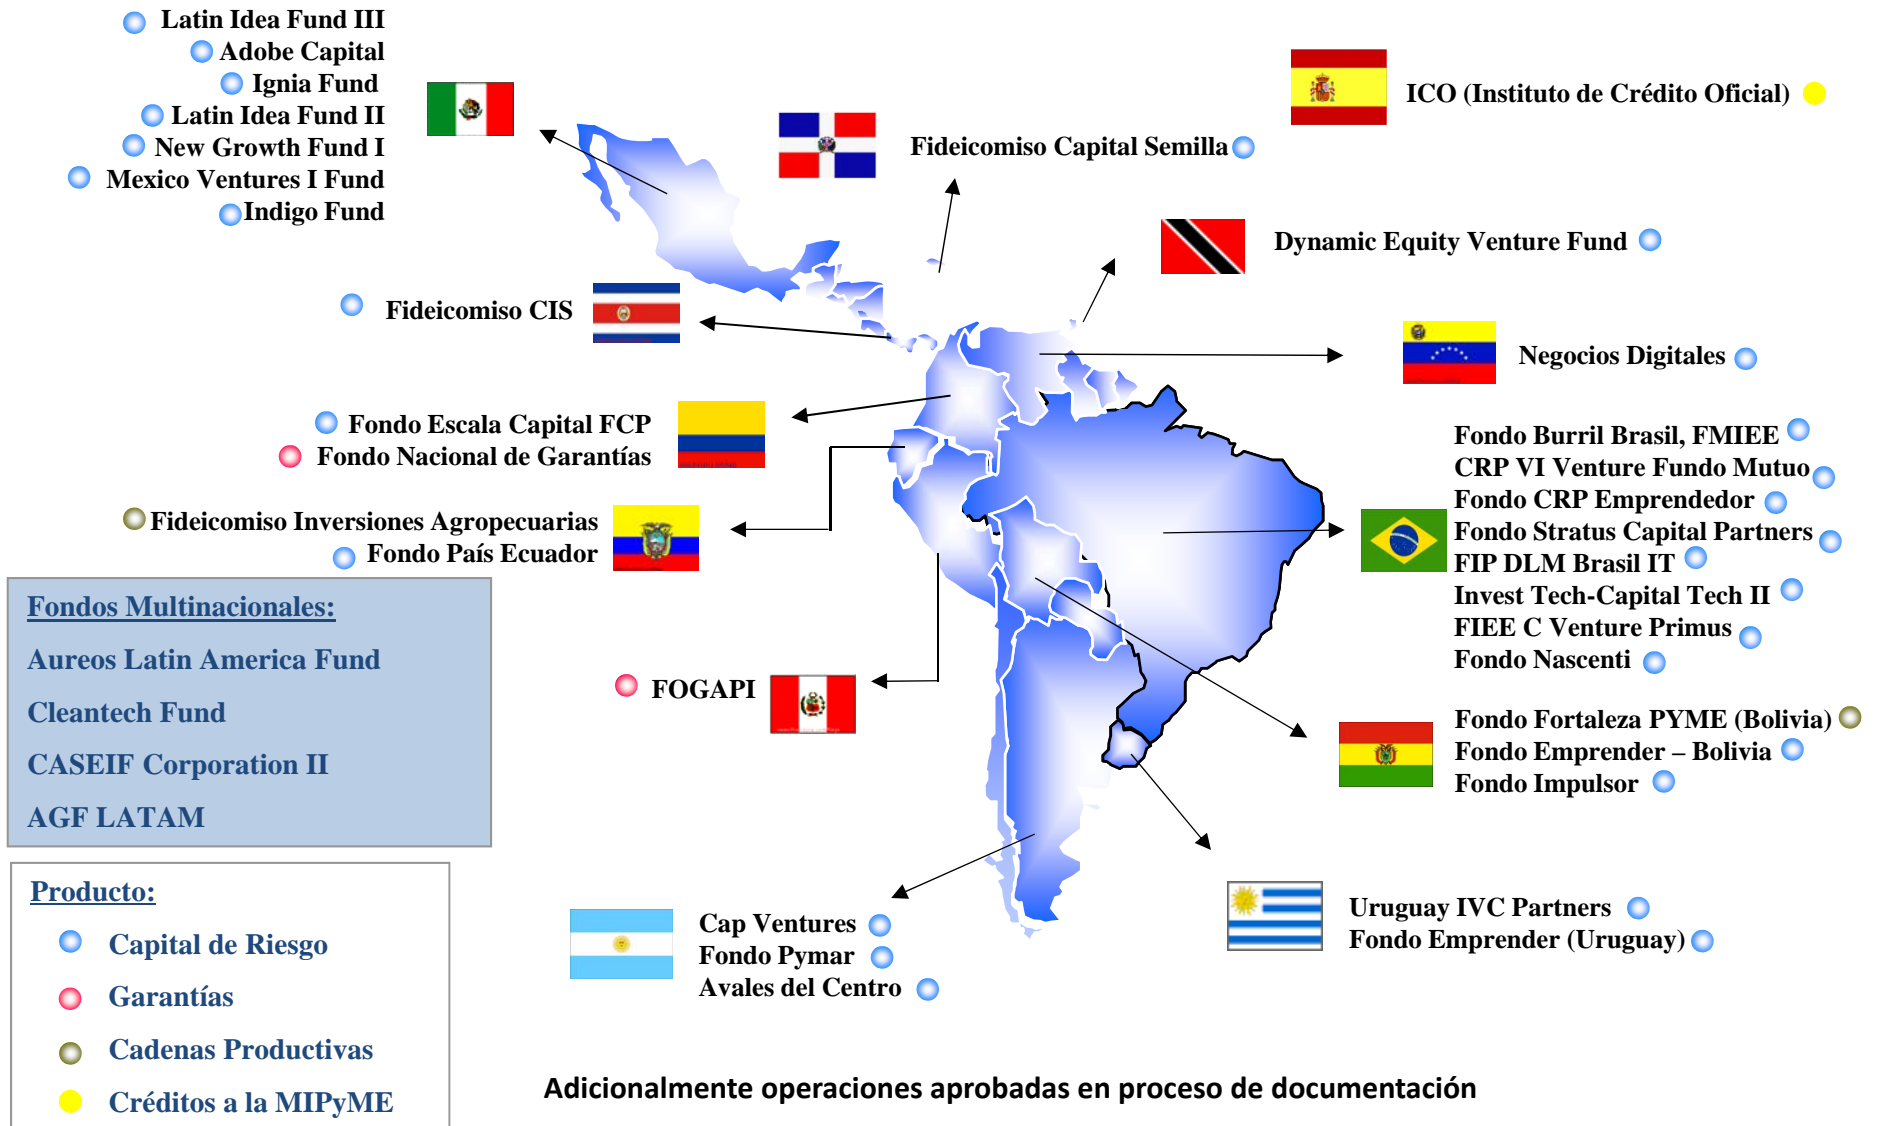 Latin Idea Fund III
Adobe Capital
Ignia Fund
Latin Idea Fund II
New Growth Fund I
Mexico Ventures I Fund
Indigo Fund
ICO (Instituto de Crédito Oficial)
Fideicomiso Capital Semilla
Dynamic Equity Venture Fund
Fideicomiso CIS
Negocios Digitales
Fondo Escala Capital FCP
Fondo Nacional de Garantías
Fondo Burril Brasil, FMIEE
CRP VI Venture Fundo Mutuo
Fondo CRP Emprendedor
Fondo Stratus Capital Partners
FIP DLM Brasil IT
Invest Tech-Capital Tech II
FIEE C Venture Primus
Fondo Nascenti
Fideicomiso Inversiones Agropecuarias
Fondo País Ecuador
Fondos Multinacionales:
Aureos Latin America Fund
Cleantech Fund
CASEIF Corporation II
AGF LATAM
FOGAPI
Fondo Fortaleza PYME (Bolivia)
Fondo Emprender – Bolivia
Fondo Impulsor
Producto:
Capital de Riesgo
Garantías
Cadenas Productivas
Créditos a la MIPyME
Cap Ventures
Fondo Pymar
Avales del Centro
Uruguay IVC Partners
Fondo Emprender (Uruguay)
Adicionalmente operaciones aprobadas en proceso de documentación